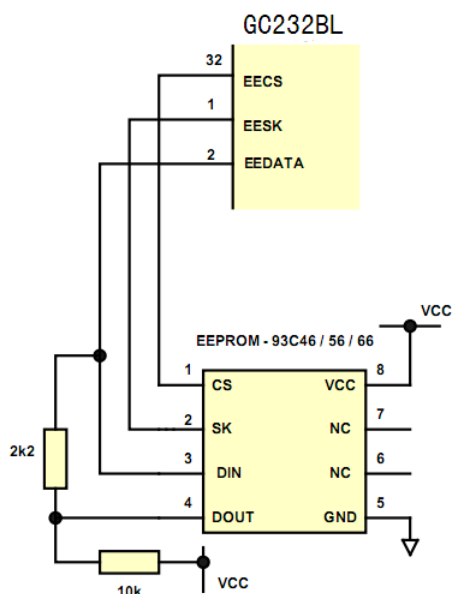 GC232BL
32
EECS
1
EESK
2
EEDATA
VCC
EEPROM - 93C46 / 56 / 66
1
CS
VCC
8
2
SK
NC
7
2k2
3
DIN
NC
6
4
DOUT
GND
5
10k
VCC